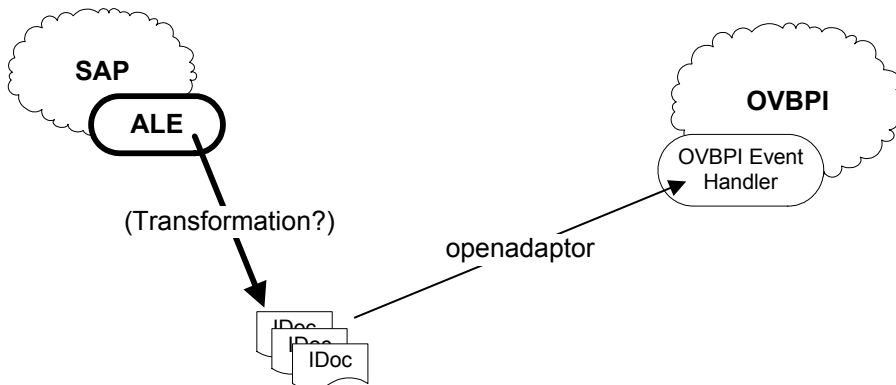 SAP
ALE
OVBPI
OVBPI Event
Handler
(Transformation?)
openadaptor
IDoc
IDoc
IDoc